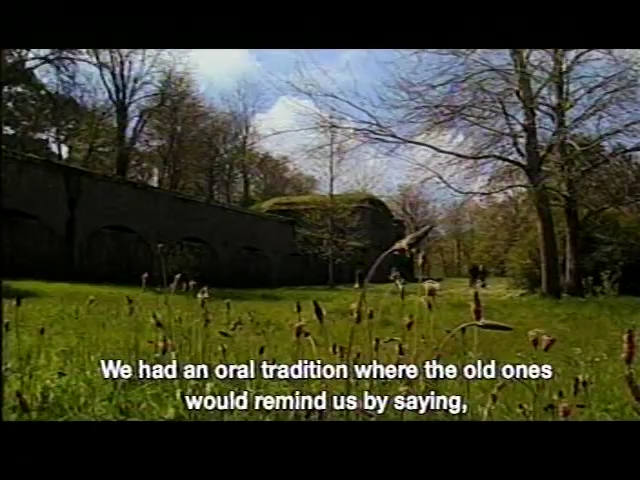 We had an oral tradition where the old ones
would remind us by saying,